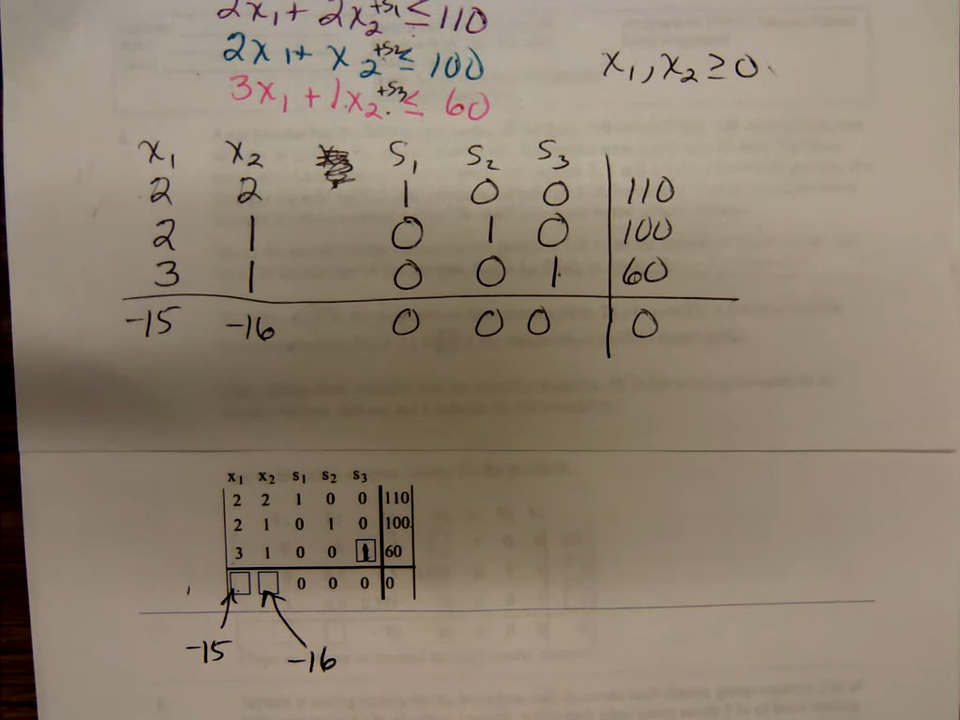 2x₁ + 2x₂ +s₁ ≤ 110
2x₁ + x₂ +s₂ ≤ 100
3x₁ + 1x₂ +s₃ ≤ 60
x₁, x₂ ≥ 0
x₁ x₂ s₁ s₂ s₃
2 2 1 0 0 110
2 1 0 1 0 100
3 1 0 0 1 60
-15 -16 0 0 0 0
x₁ x₂ s₁ s₂ s₃
2 2 1 0 0 110
2 1 0 1 0 100
3 1 0 0 1 60
0 0 0 0
-15 -16